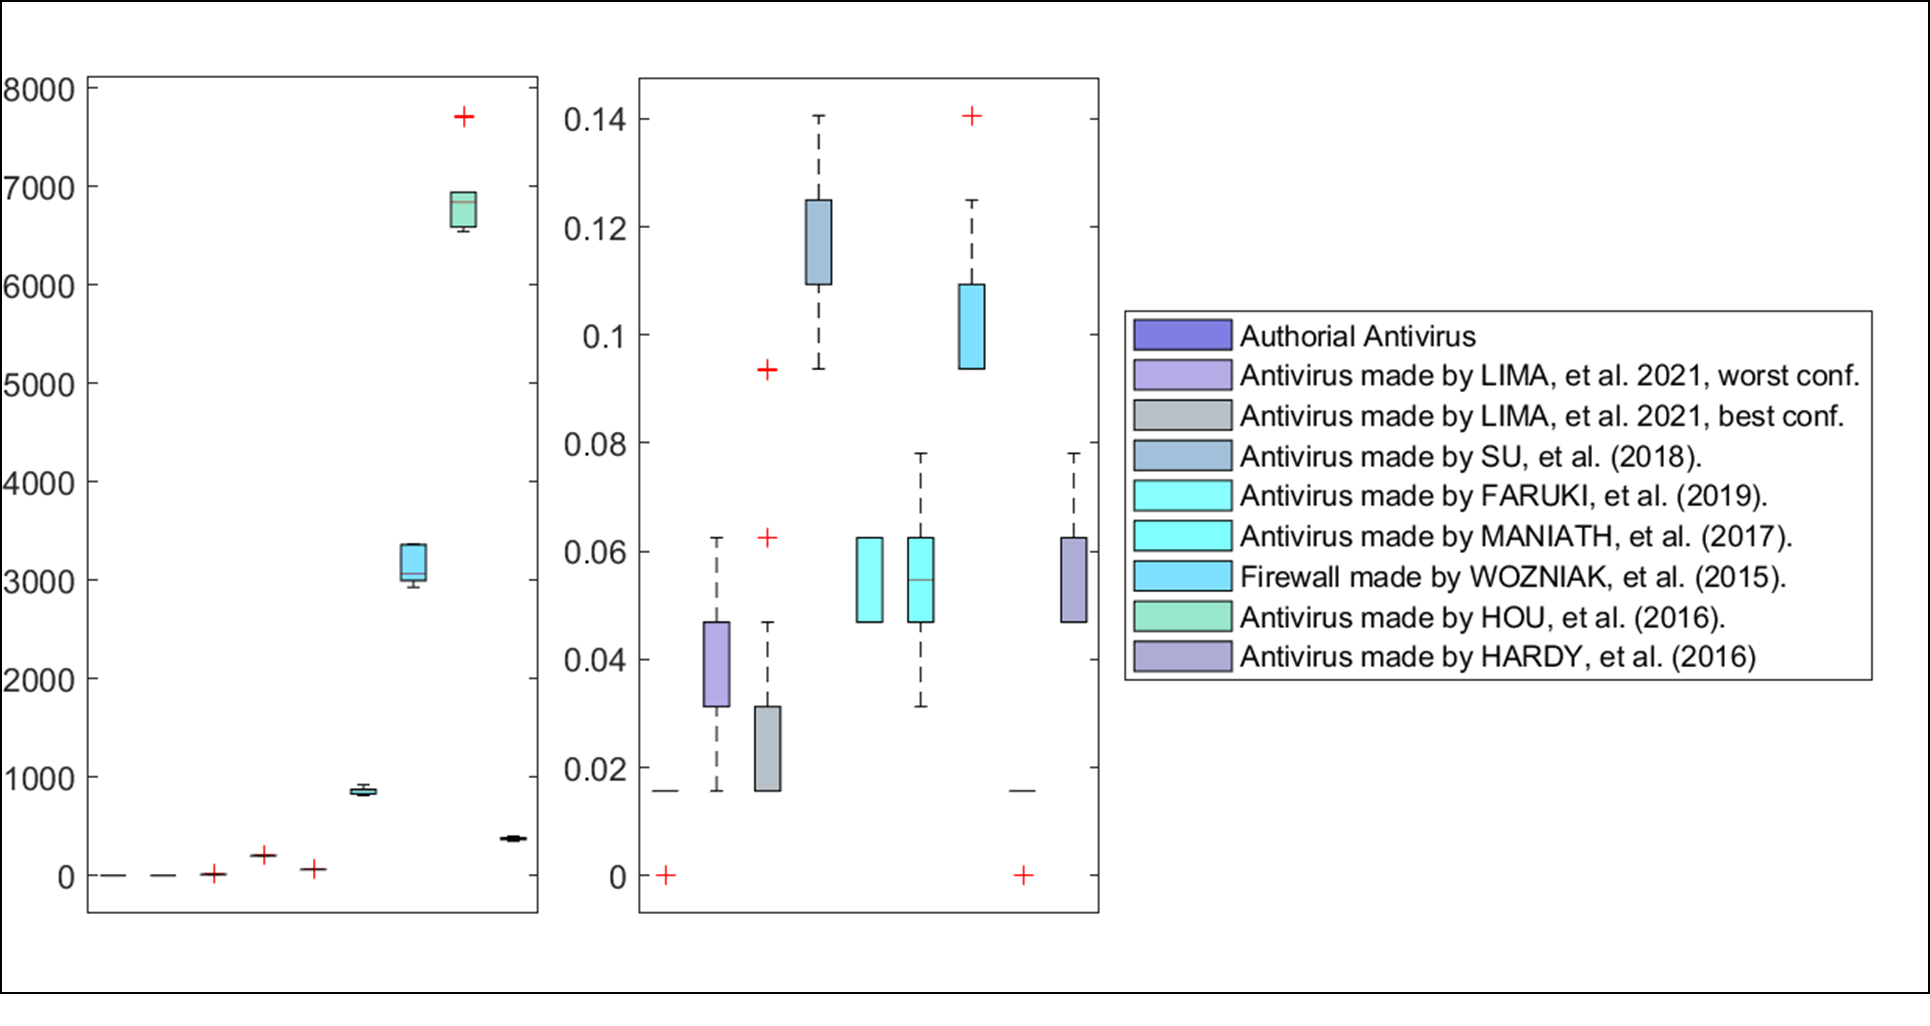 8000
7000
6000
5000
4000
3000
2000
1000
0
0.14
0.12
0.1
0.08
0.06
0.04
0.02
0
Authorial Antivirus
Antivirus made by LIMA, et al. 2021, worst conf.
Antivirus made by LIMA, et al. 2021, best conf.
Antivirus made by SU, et al. (2018).
Antivirus made by FARUKI, et al. (2019).
Antivirus made by MANIATH, et al. (2017).
Firewall made by WOZNIAK, et al. (2015).
Antivirus made by HOU, et al. (2016).
Antivirus made by HARDY, et al. (2016)